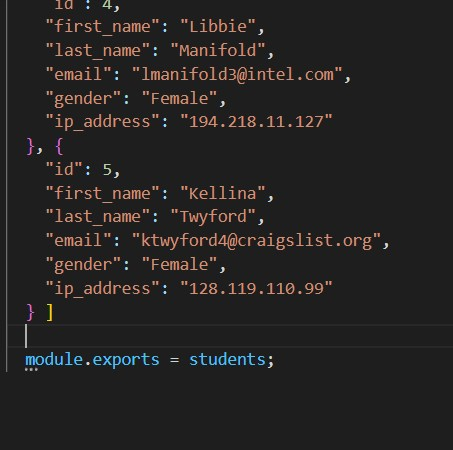 "id": 4,
"first_name": "Libbie",
"last_name": "Manifold",
"email": "lmanifold3@intel.com",
"gender": "Female",
"ip_address": "194.218.11.127"
}, {
"id": 5,
"first_name": "Kellina",
"last_name": "Twyford",
"email": "ktwyford4@craigslist.org",
"gender": "Female",
"ip_address": "128.119.110.99"
} ]
module.exports = students;